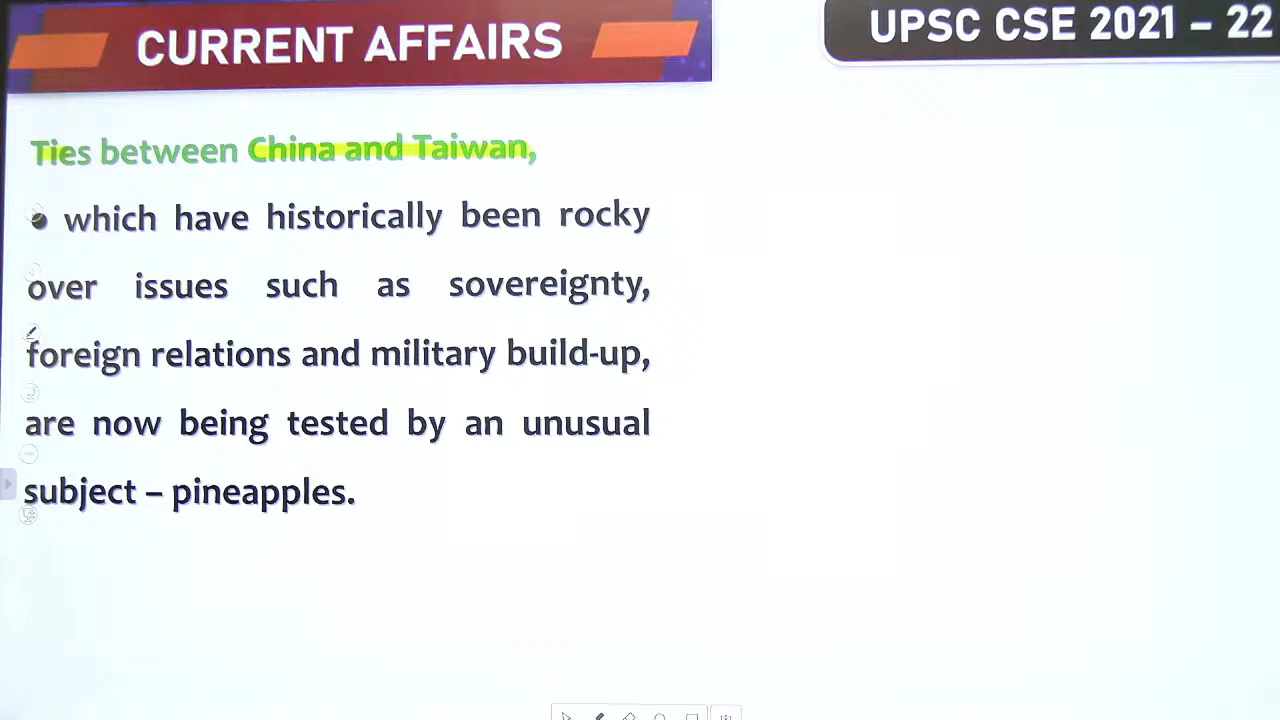 CURRENT AFFAIRS
UPSC CSE 2021 – 22
Ties between China and Taiwan,
• which have historically been rocky
over issues such as sovereignty,
foreign relations and military build-up,
are now being tested by an unusual
subject – pineapples.